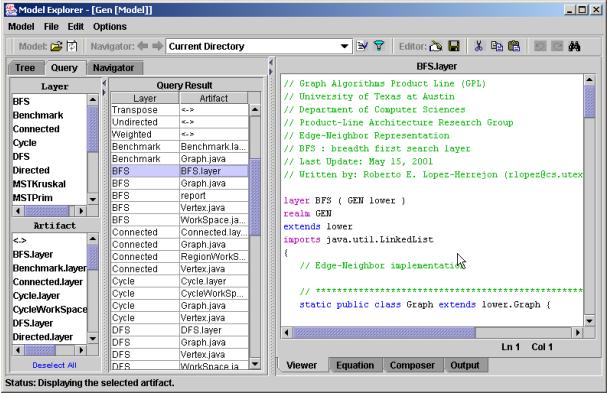 Model Explorer - [Gen [Model]]
Model File Edit Options
Model: Navigator: Current Directory Editor:
Tree Query Navigator
Layer
BFS
Benchmark
Connected
Cycle
DFS
Directed
MSTKruskal
MSTPrim
Artifact
<->
BFS.layer
Benchmark.layer
Connected.layer
Cycle.layer
CycleWorkSpace
DFS.layer
Directed.layer
Deselect All
Query Result
Layer Artifact
Transpose <->
Undirected <->
Weighted <->
Benchmark Benchmark.la...
Benchmark Graph.java
BFS BFS.layer
BFS Graph.java
BFS report
BFS Vertex.java
BFS WorkSpace.ja...
Connected Connected.lay...
Connected Graph.java
Connected RegionWorkS...
Connected Vertex.java
Cycle Cycle.layer
Cycle CycleWorkSp...
Cycle Graph.java
Cycle Vertex.java
DFS DFS.layer
DFS Graph.java
DFS Vertex.java
DFS WorkSpace.ja
BFS.layer
// Graph Algorithms Product Line (GPL)
// University of Texas at Austin
// Department of Computer Sciences
// Product-Line Architecture Research Group
// Edge-Neighbor Representation
// BFS : breadth first search layer
// Last Update: May 15, 2001
// Written by: Roberto E. Lopez-Herrejon (rlopez@cs.utex
layer BFS ( GEN lower )
realm GEN
extends lower
imports java.util.LinkedList
{
// Edge-Neighbor implementation
// **************************************************
static public class Graph extends lower.Graph {
Ln 1 Col 1
Viewer Equation Composer Output
Status: Displaying the selected artifact.